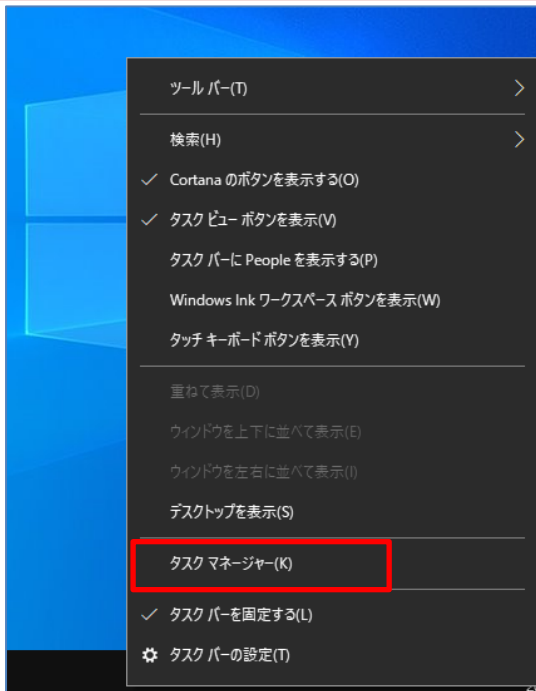 ツール バー(T)
検索(H)
Cortana のボタンを表示する(O)
タスク ビュー ボタンを表示(V)
タスク バーに People を表示する(P)
Windows Ink ワークスペース ボタンを表示(W)
タッチ キーボード ボタンを表示(Y)
重ねて表示(D)
ウィンドウを上下に並べて表示(E)
ウィンドウを左右に並べて表示(I)
デスクトップを表示(S)
タスク マネージャー(K)
タスク バーを固定する(L)
タスク バーの設定(T)